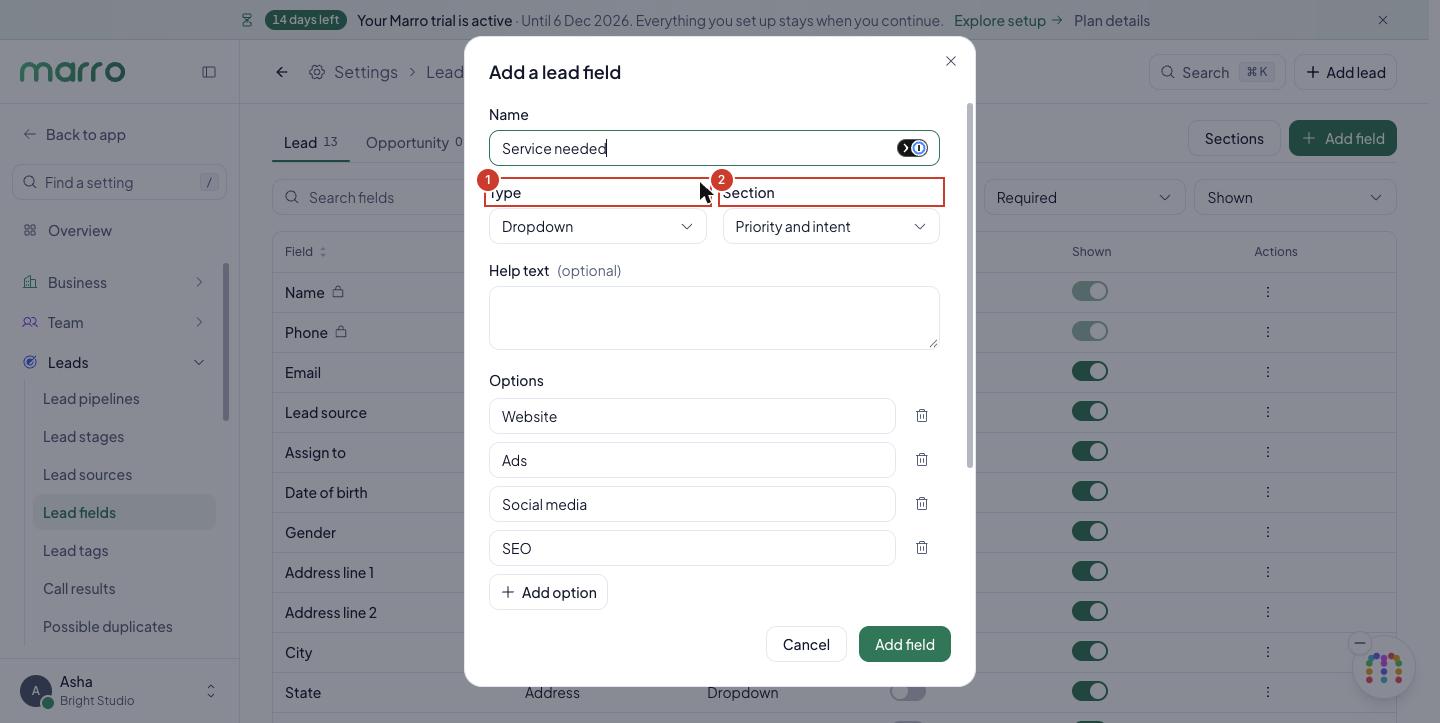 14 days left Your Marro trial is active · Until 6 Dec 2026. Everything you set up stays when you continue. Explore setup → Plan details
marro
Settings > Lead
Search ⌘ K
+ Add lead
Back to app
Find a setting /
Overview
Business
Team
Leads
Lead pipelines
Lead stages
Lead sources
Lead fields
Lead tags
Call results
Possible duplicates
A Asha
Bright Studio
Lead 13 Opportunity 0
Sections
+ Add field
Search fields
Required
Shown
Field
Shown
Actions
Name
Phone
Email
Lead source
Assign to
Date of birth
Gender
Address line 1
Address line 2
City
State Address Dropdown
Add a lead field
Name
Service needed
1 Type
2 Section
Dropdown
Priority and intent
Help text (optional)
Options
Website
Ads
Social media
SEO
+ Add option
Cancel
Add field